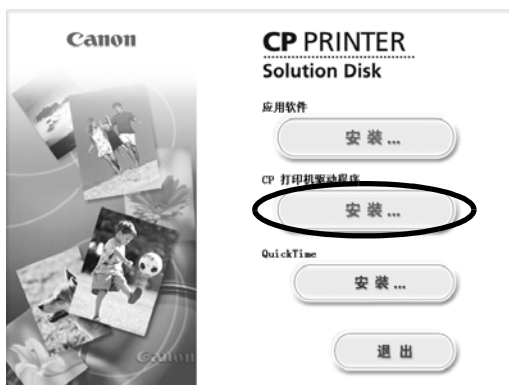 Canon
CP PRINTER
Solution Disk
应用软件
安 装...
CP 打印机驱动程序
安 装...
QuickTime
安 装...
退 出
Canon